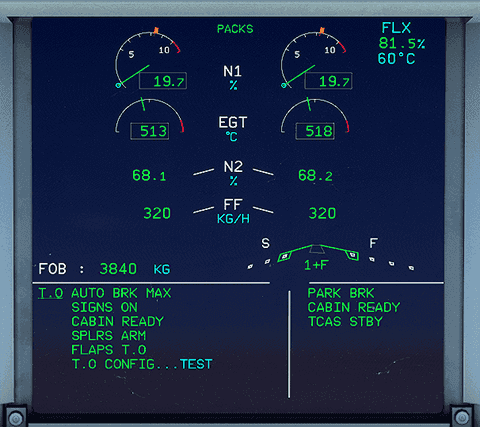 PACKS
FLX
81.5%
60°C
5 10
5 10
19.7 N1 19.7
%
513 EGT 518
°C
68.1 N2 68.2
%
320 FF 320
KG/H
S F
1+F
FOB : 3840 KG
T.O AUTO BRK MAX
SIGNS ON
CABIN READY
SPLRS ARM
FLAPS T.O
T.O CONFIG...TEST
PARK BRK
CABIN READY
TCAS STBY